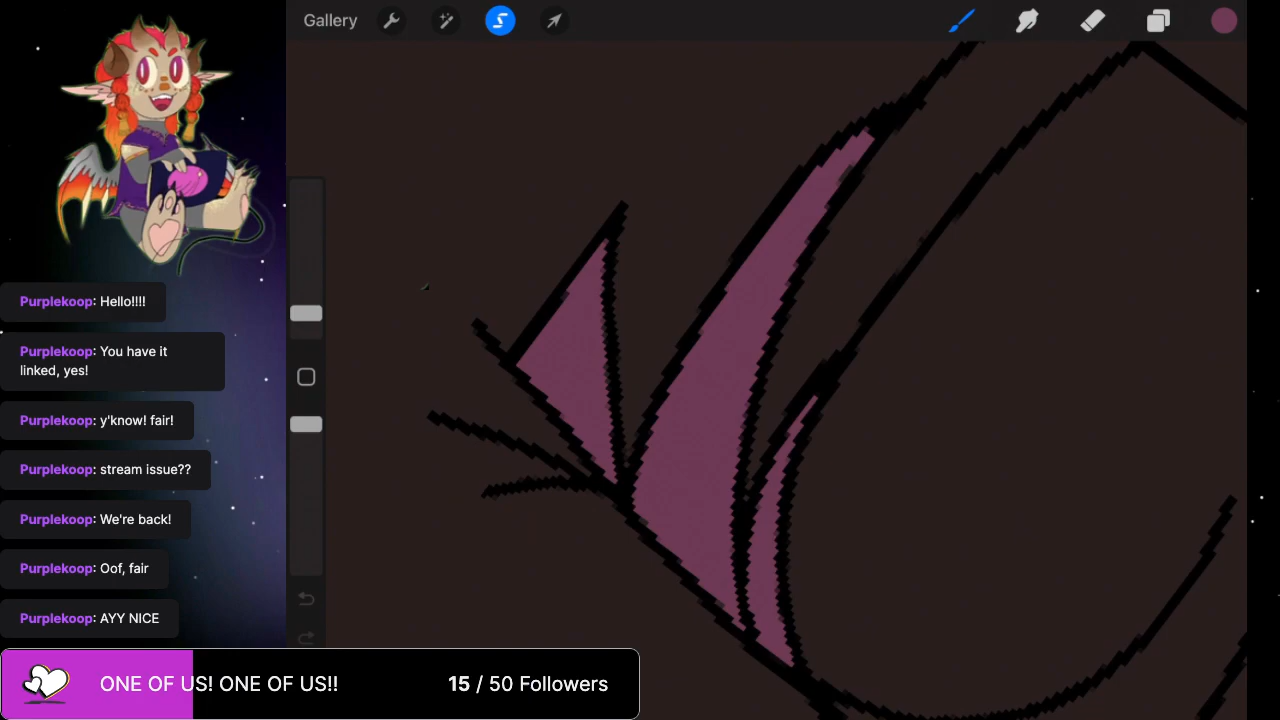 Gallery
Purplekoop: Hello!!!!
Purplekoop: You have it
linked, yes!
Purplekoop: y'know! fair!
Purplekoop: stream issue??
Purplekoop: We're back!
Purplekoop: Oof, fair
Purplekoop: AYY NICE
ONE OF US! ONE OF US!!
15 / 50 Followers